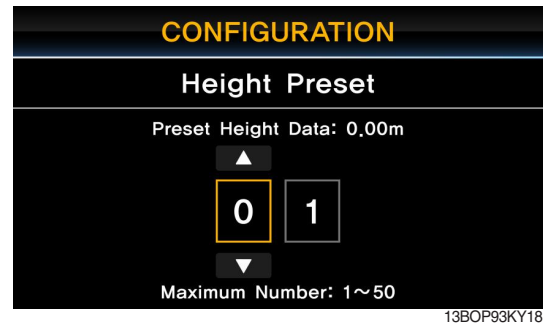 CONFIGURATION
Height Preset
Preset Height Data: 0.00m
▲
0 1
▼
Maximum Number: 1~50
13BOP93KY18